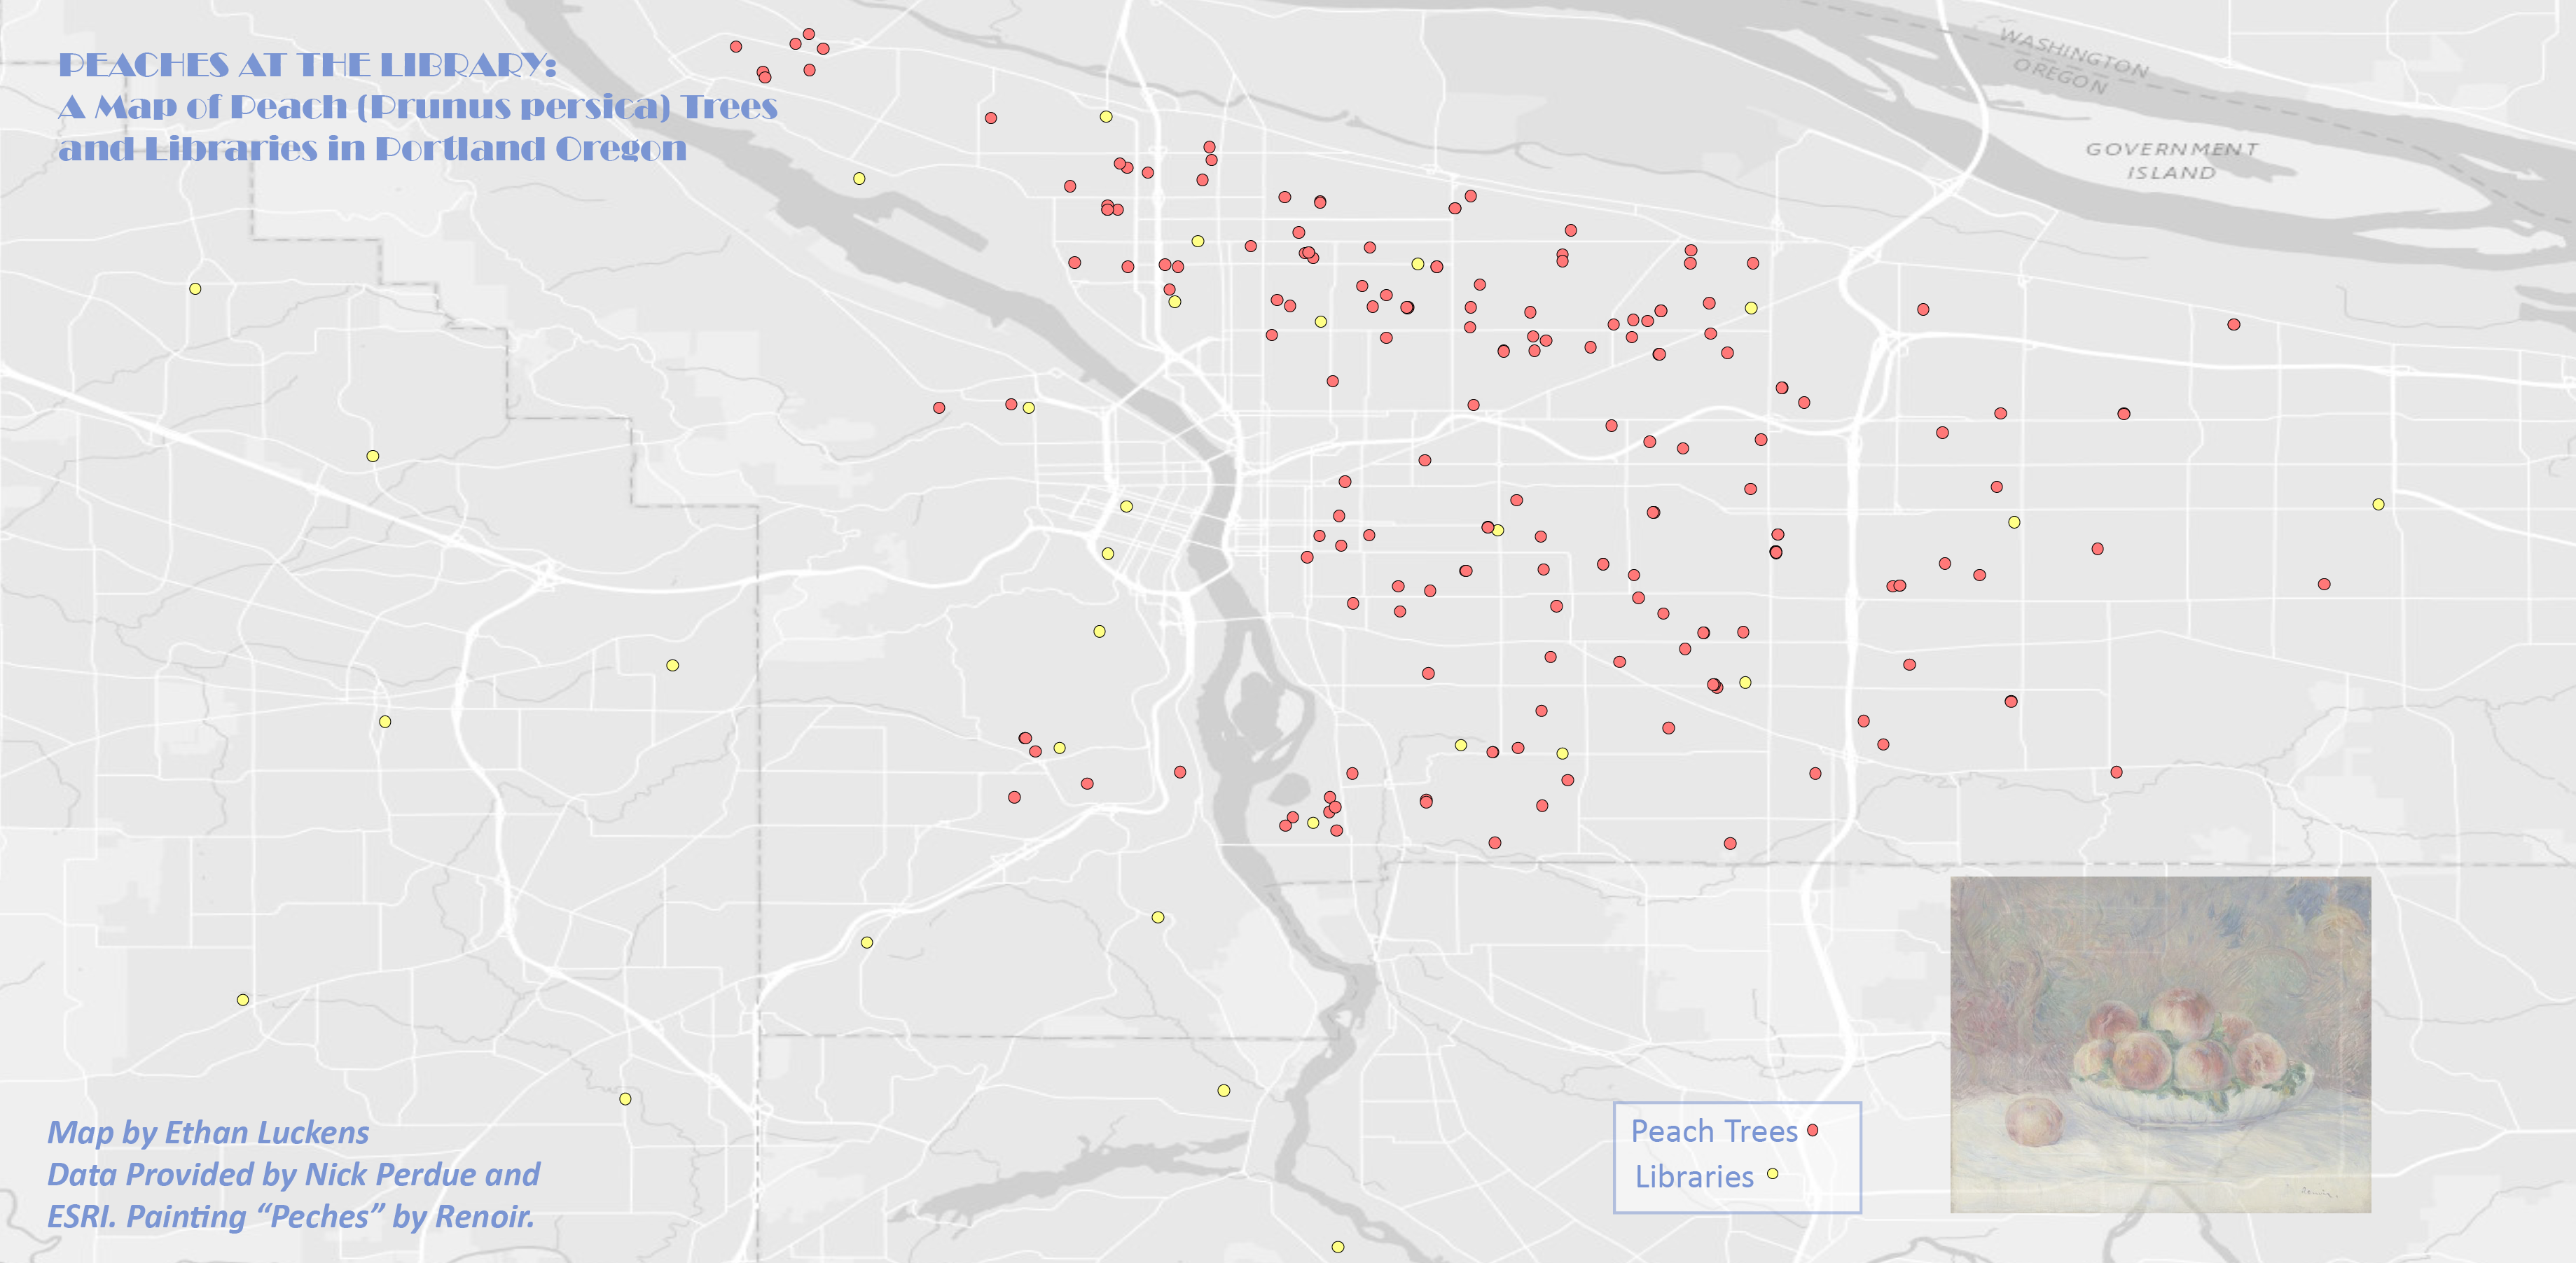 PEACHES AT THE LIBRARY:
A Map of Peach (Prunus persica) Trees
and Libraries in Portland Oregon
WASHINGTON
OREGON
GOVERNMENT
ISLAND
Map by Ethan Luckens
Data Provided by Nick Perdue and
ESRI. Painting “Peches” by Renoir.
Peach Trees
Libraries